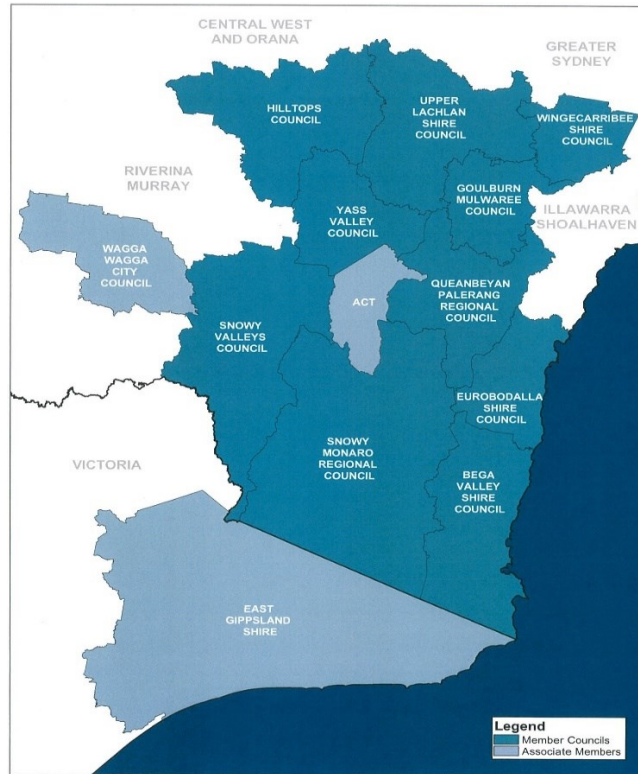 CENTRAL WEST
AND ORANA
GREATER
SYDNEY
HILLTOPS
COUNCIL
UPPER
LACHLAN
SHIRE
COUNCIL
WINGECARRIBEE
SHIRE
COUNCIL
RIVERINA
MURRAY
GOULBURN
MULWAREE
COUNCIL
YASS
VALLEY
COUNCIL
ILLAWARRA
SHOALHAVEN
WAGGA
WAGGA
CITY
COUNCIL
ACT
QUEANBEYAN
PALERANG
REGIONAL
COUNCIL
SNOWY
VALLEYS
COUNCIL
EUROBODALLA
SHIRE
COUNCIL
SNOWY
MONARO
REGIONAL
COUNCIL
VICTORIA
BEGA
VALLEY
SHIRE
COUNCIL
EAST
GIPPSLAND
SHIRE
Legend
Member Councils
Associate Members